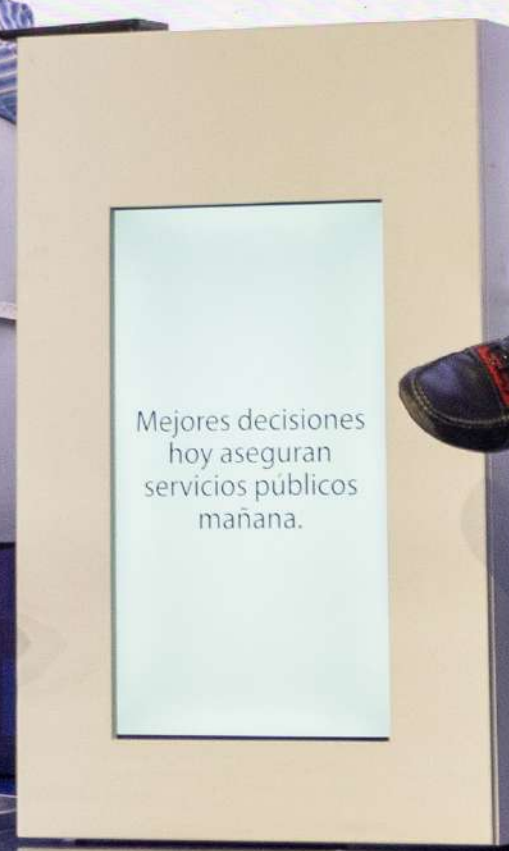 Mejores decisiones
hoy aseguran
servicios públicos
mañana.